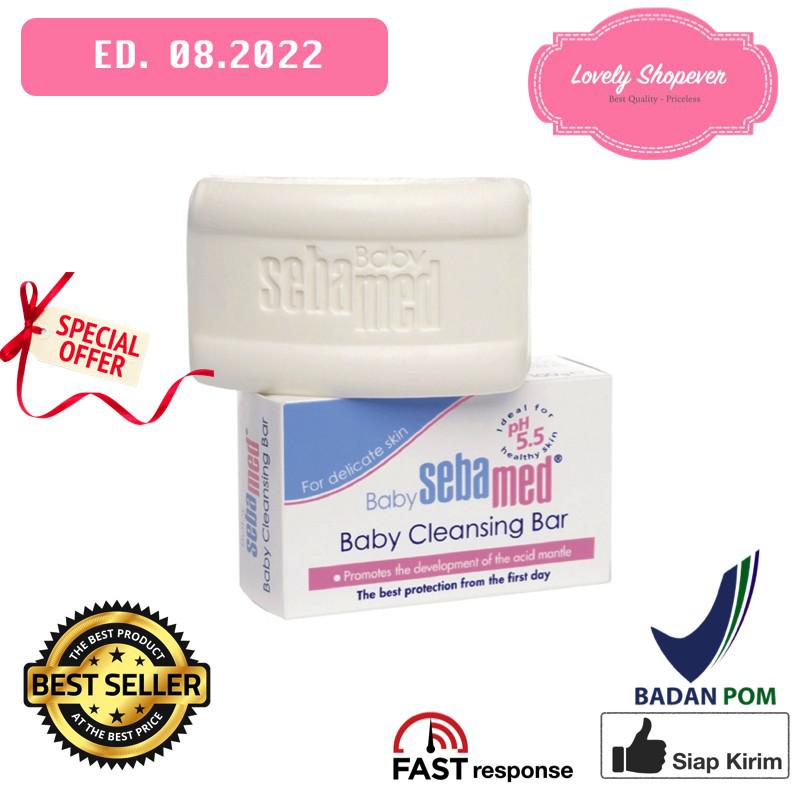 ED. 08.2022
Lovely Shopever
Best Quality - Priceless
Baby
sebamed
SPECIAL
OFFER
For delicate skin
Ideal for
pH
5.5
healthy skin
Baby sebamed®
Baby Cleansing Bar
• Promotes the development of the acid mantle
The best protection from the first day
Baby
sebamed®
Baby Cleansing Bar
THE BEST PRODUCT
BEST SELLER
AT THE BEST PRICE
BADAN POM
FAST response
Siap Kirim